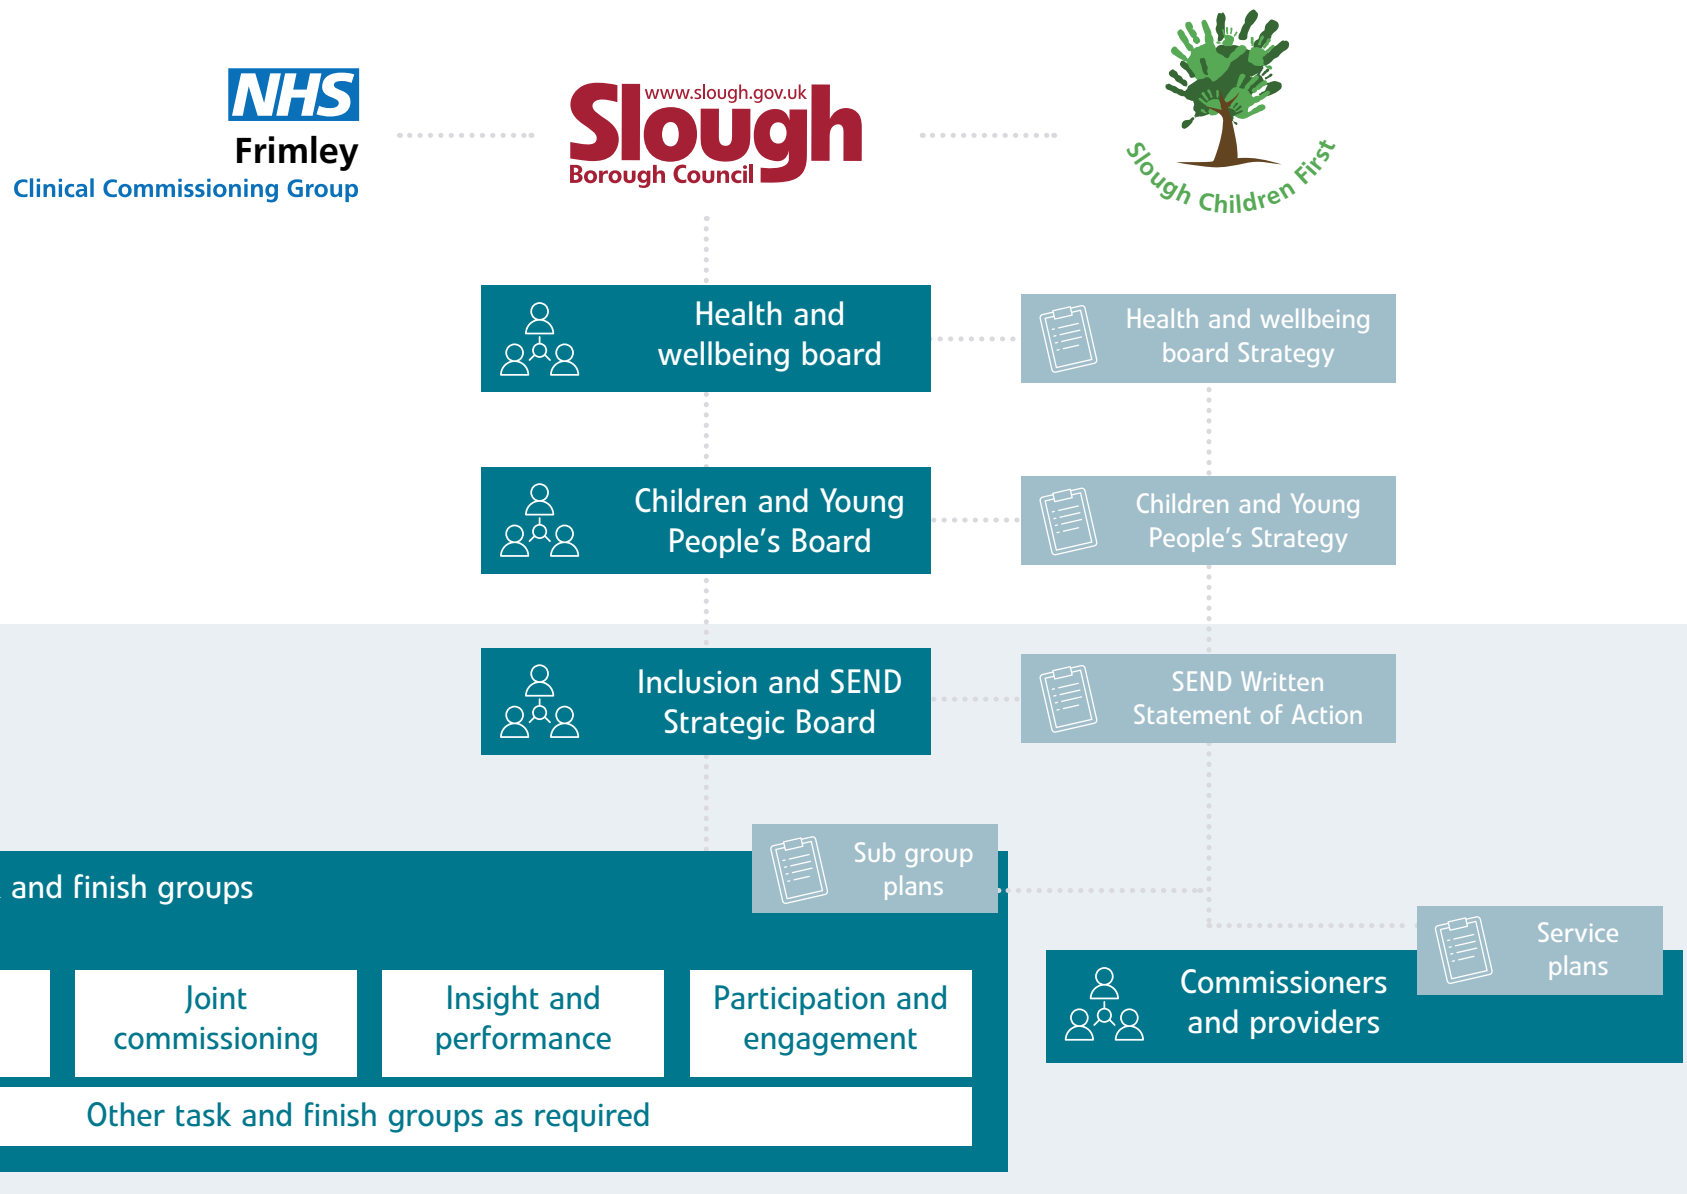 NHS
Frimley
Clinical Commissioning Group
www.slough.gov.uk
Slough
Borough Council
Slough Children First
Health and
wellbeing board
Health and wellbeing
board Strategy
Children and Young
People's Board
Children and Young
People's Strategy
Inclusion and SEND
Strategic Board
SEND Written
Statement of Action
Sub group
plans
and finish groups
Service
plans
Commissioners
and providers
Joint
commissioning
Insight and
performance
Participation and
engagement
Other task and finish groups as required